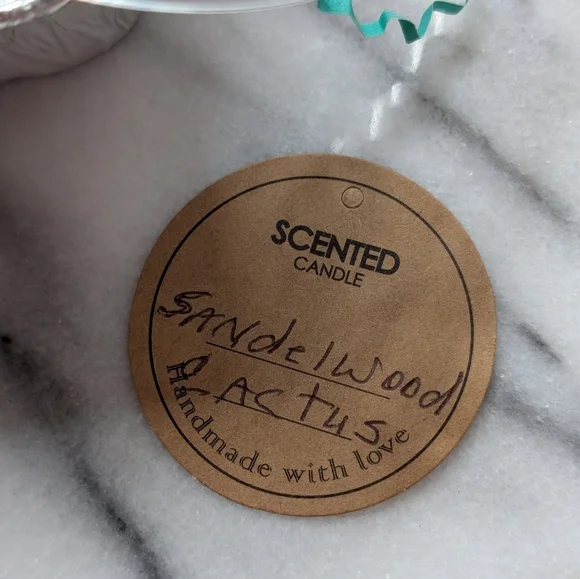 SCENTED
CANDLE
SANdelWood
CACTUS
Handmade with love